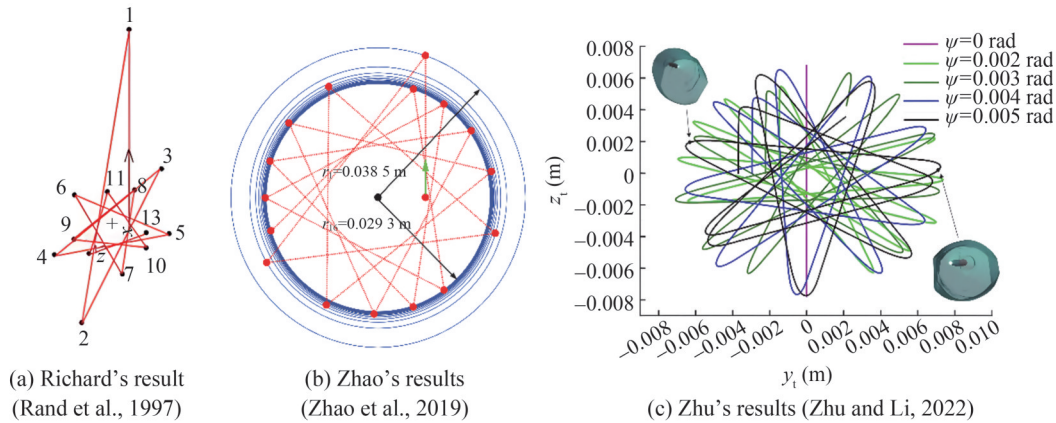 1
3
6
11
8
9
13
5
4
z
7
10
2
(a) Richard's result
(Rand et al., 1997)
=0.038 5 m
=0.029 3 m
(b) Zhao's results
(Zhao et al., 2019)
ψ=0 rad
ψ=0.002 rad
ψ=0.003 rad
ψ=0.004 rad
ψ=0.005 rad
0.008
0.006
0.004
0.002
0
−0.002
−0.004
−0.006
−0.008
zt (m)
−0.008
−0.006
−0.004
−0.002
0
0.002
0.004
0.006
0.008
0.010
yt (m)
(c) Zhu's results (Zhu and Li, 2022)